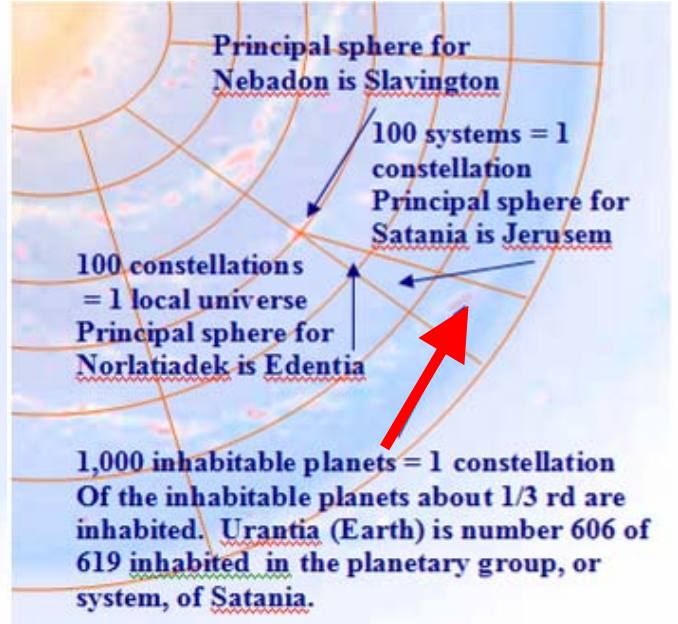 Principal sphere for
Nebadon is Slavington
100 systems = 1
constellation
Principal sphere for
Satania is Jerusem
100 constellations
= 1 local universe
Principal sphere for
Norlatiadek is Edentia
1,000 inhabitable planets = 1 constellation
Of the inhabitable planets about 1/3 rd are
inhabited. Urantia (Earth) is number 606 of
619 inhabited in the planetary group, or
system, of Satania.